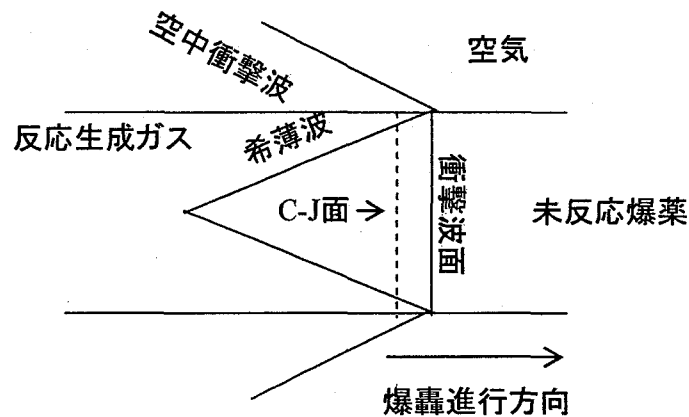 空中衝撃波
空気
反応生成ガス
希薄波
C-J面
衝撃波面
未反応爆薬
爆轟進行方向